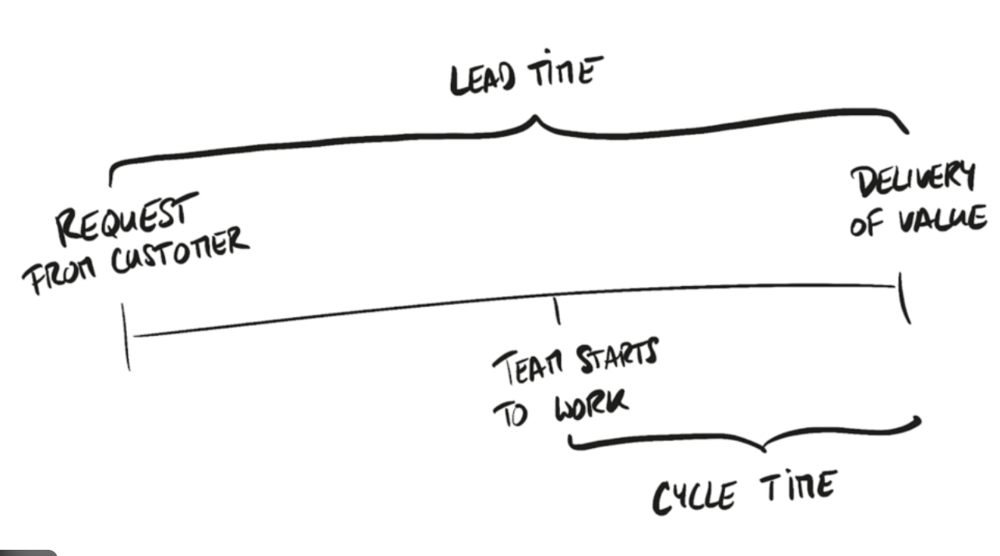 LEAD TIME
REQUEST
FROM CUSTOMER
DELIVERY
OF VALUE
TEAM STARTS
TO WORK
CYCLE TIME